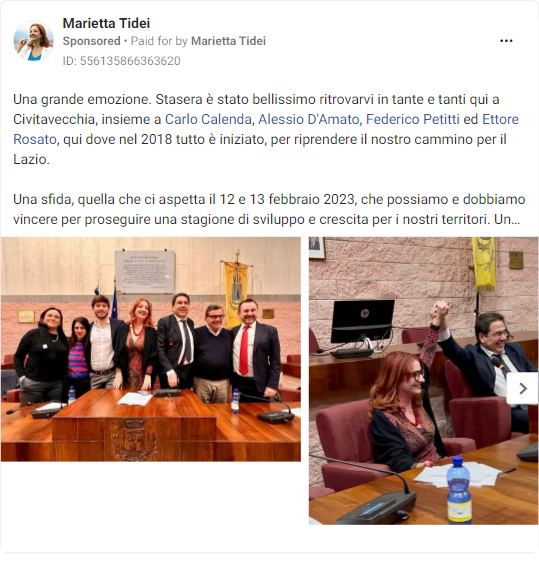 Marietta Tidei
Sponsored • Paid for by Marietta Tidei
ID: 556135866363620
Una grande emozione. Stasera è stato bellissimo ritrovarvi in tante e tanti qui a
Civitavecchia, insieme a Carlo Calenda, Alessio D'Amato, Federico Petitti ed Ettore
Rosato, qui dove nel 2018 tutto è iniziato, per riprendere il nostro cammino per il
Lazio.
Una sfida, quella che ci aspetta il 12 e 13 febbraio 2023, che possiamo e dobbiamo
vincere per proseguire una stagione di sviluppo e crescita per i nostri territori. Un...